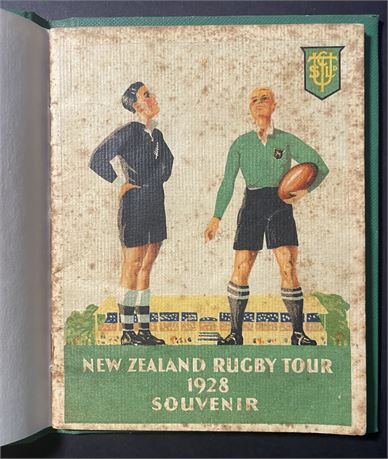 NEW ZEALAND RUGBY TOUR
1928
SOUVENIR